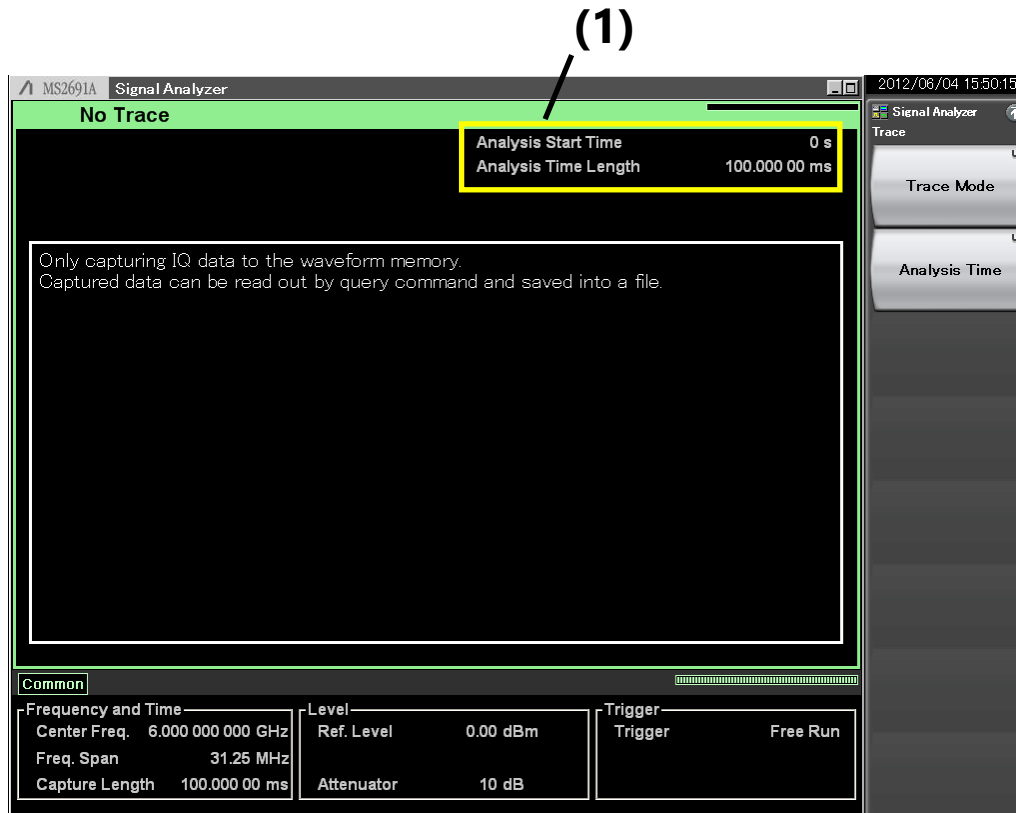 (1)
MS2691A Signal Analyzer
2012/06/04 15:50:15
No Trace
Signal Analyzer
Trace
Analysis Start Time 0 s
Analysis Time Length 100.000 00 ms
Trace Mode
Analysis Time
Only capturing IQ data to the waveform memory.
Captured data can be read out by query command and saved into a file.
Common
Frequency and Time
Center Freq. 6.000 000 000 GHz
Freq. Span 31.25 MHz
Capture Length 100.000 00 ms
Level
Ref. Level 0.00 dBm
Attenuator 10 dB
Trigger
Trigger Free Run